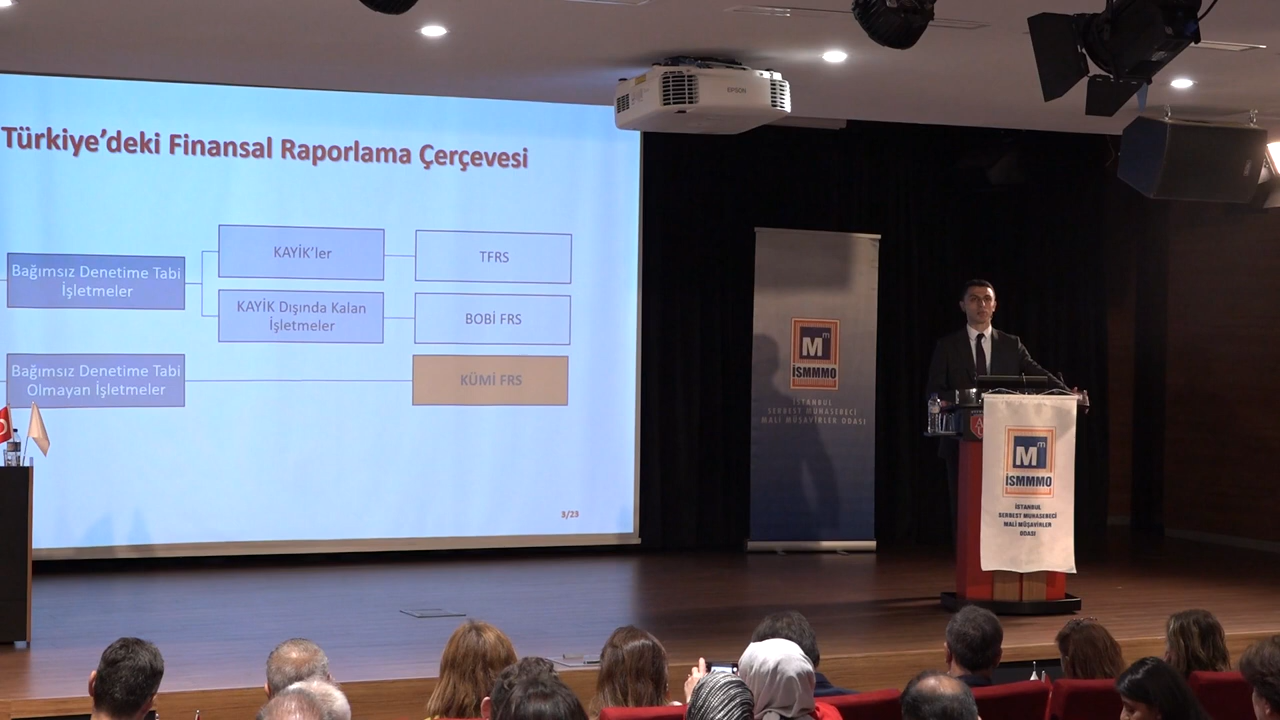 Türkiye'deki Finansal Raporlama Çerçevesi
KAYİK'ler
TFRS
Bağımsız Denetime Tabi
İşletmeler
KAYİK Dışında Kalan
İşletmeler
BOBİ FRS
Bağımsız Denetime Tabi
Olmayan İşletmeler
KÜMİ FRS
3/23
EPSON
Mm
İSMMMO
İSTANBUL
SERBEST MUHASEBECİ
MALİ MÜŞAVİRLER ODASI
Mm
İSMMMO
İSTANBUL
SERBEST MUHASEBECİ
MALİ MÜŞAVİRLER
ODASI